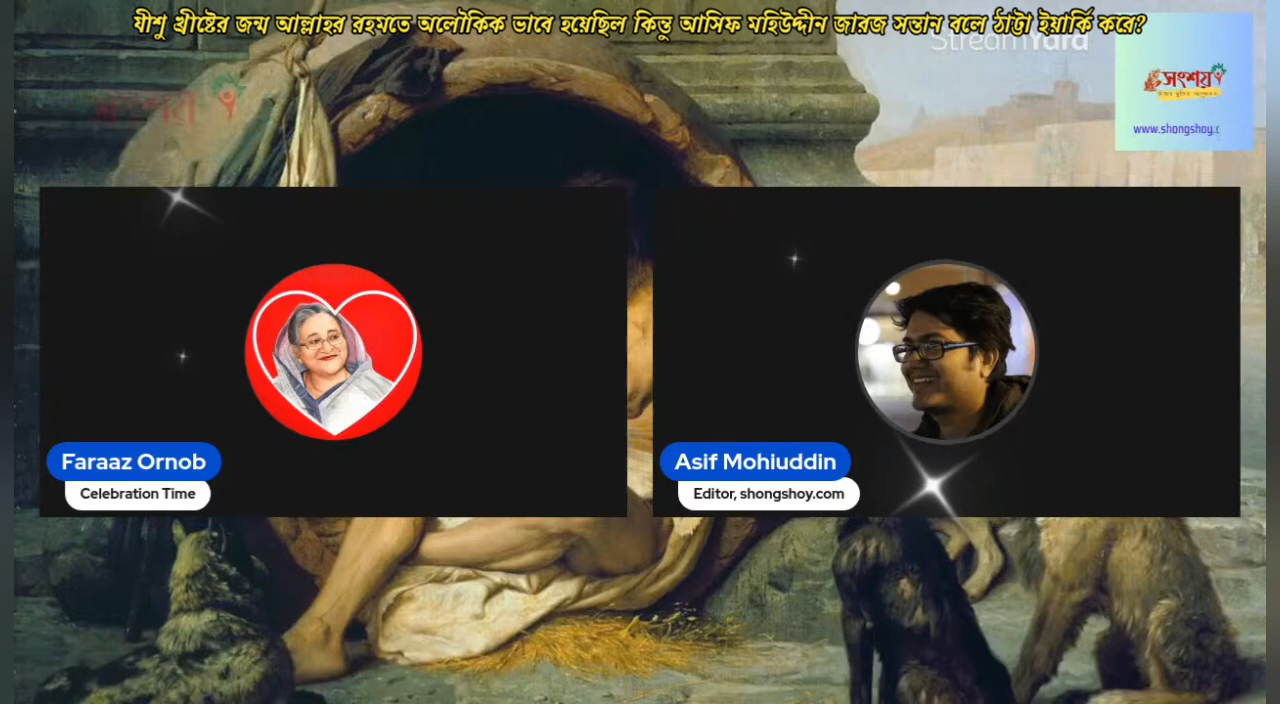 যীশু খ্রীষ্টের জন্ম আল্লাহর রহমতে অলৌকিক ভাবে হয়েছিল কিন্তু আসিফ মহিউদ্দীন জারজ সন্তান বলে ঠাট্টা ইয়ার্কি করে?
StreamYard
সংশয়
সংশয়
www.shongshoy.c
Faraaz Ornob
Celebration Time
Asif Mohiuddin
Editor, shongshoy.com